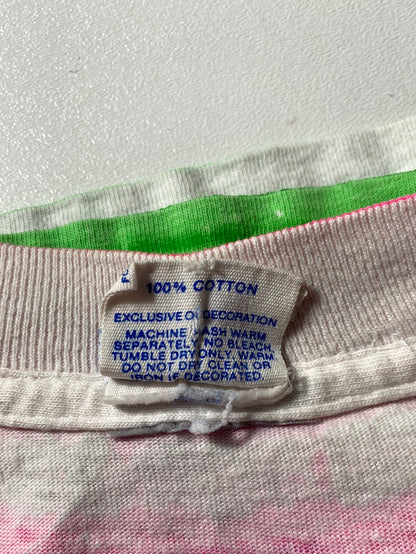 100% COTTON
EXCLUSIVE OF DECORATION
MACHINE WASH WARM
SEPARATELY NO BLEACH
TUMBLE DRY ONLY. WARM
DO NOT DRY CLEAN OR
IRON IS DECORATED.